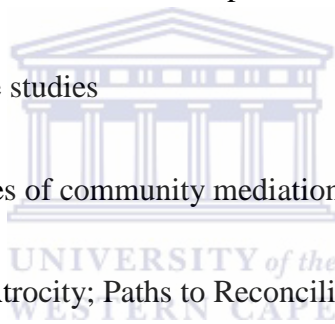 studies
es of community mediation
UNIVERSITY of the
trocity; Paths to Reconcili
WESTERN CAPE